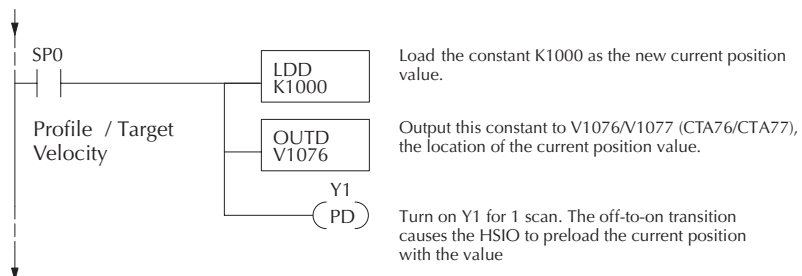 SP0
LDD
K1000
Load the constant K1000 as the new current position
value.
Profile / Target
Velocity
OUTD
V1076
Output this constant to V1076/V1077 (CTA76/CTA77),
the location of the current position value.
Y1
PD
Turn on Y1 for 1 scan. The off-to-on transition
causes the HSIO to preload the current position
with the value